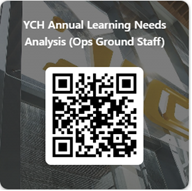 YCH Annual Learning Needs
Analysis (Ops Ground Staff)